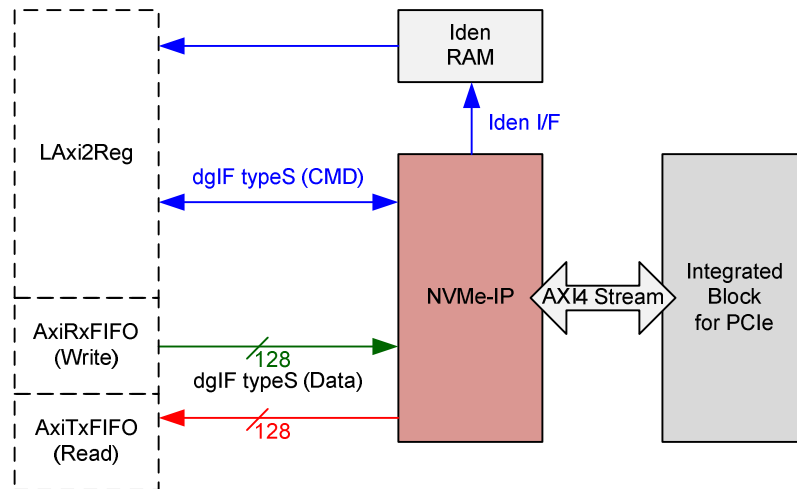 Iden
RAM
Iden I/F
LAxi2Reg
dgIF typeS (CMD)
NVMe-IP
AXI4 Stream
Integrated
Block
for PCIe
AxiRxFIFO
(Write)
128
dgIF typeS (Data)
AxiTxFIFO
(Read)
128